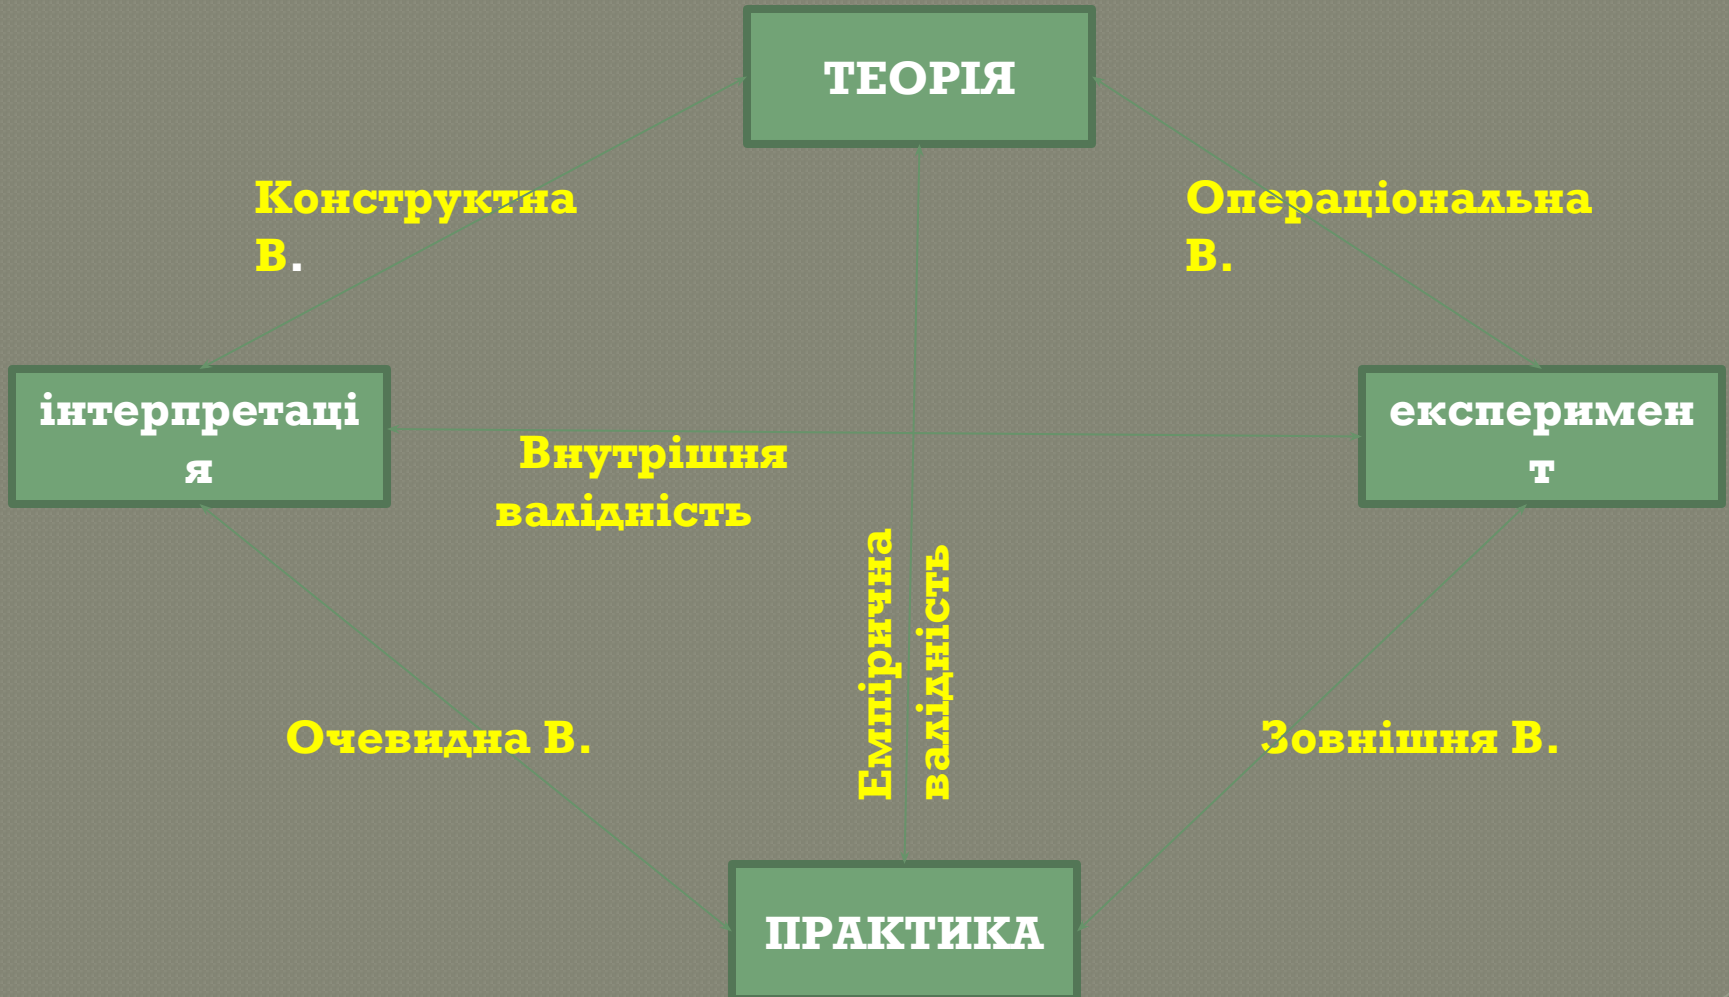 ТЕОРІЯ
Конструктна
В.
Операціональна
В.
інтерпретаці
я
експеримен
т
Внутрішня
валідність
Емпірична
валідність
Очевидна В.
Зовнішня В.
ПРАКТИКА